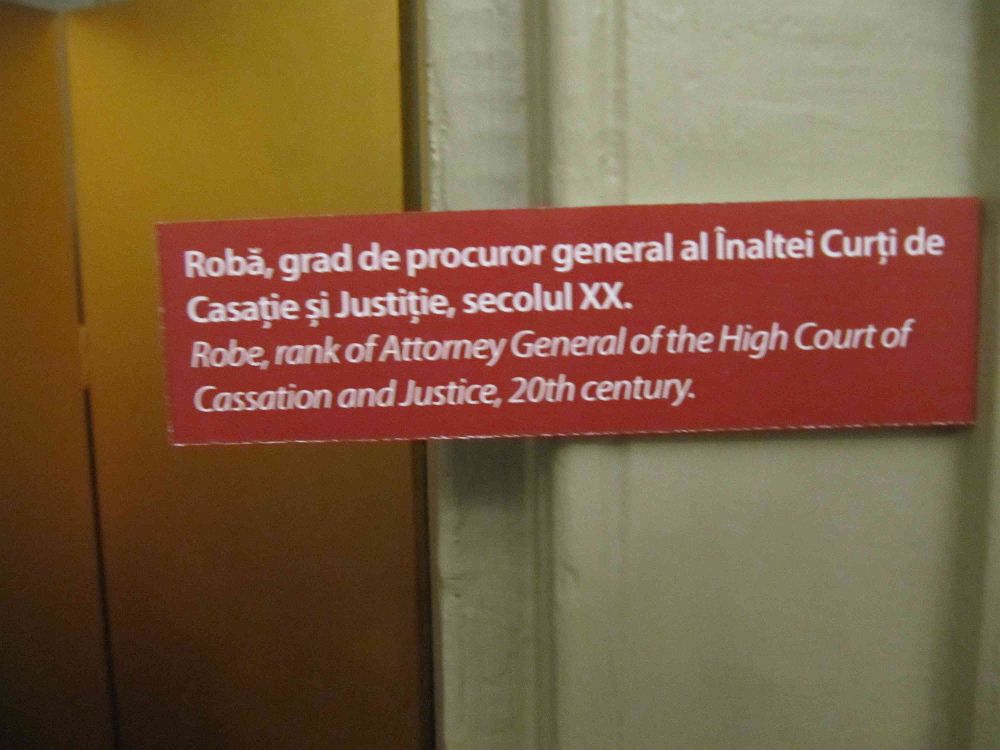 Robă, grad de procuror general al Înaltei Curți de
Casație și Justiție, secolul XX.
Robe, rank of Attorney General of the High Court of
Cassation and Justice, 20th century.